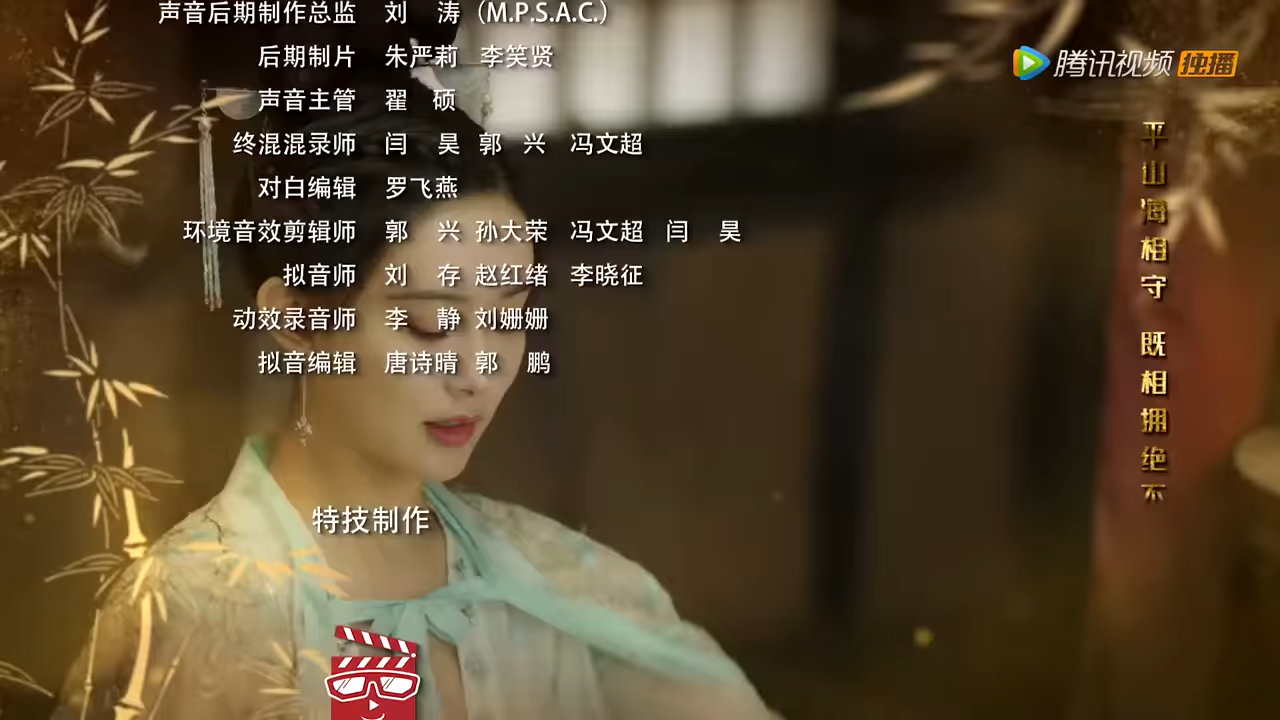 声音后期制作总监 刘 涛 (M.P.S.A.C.)
后期制片 朱严莉 李笑贤
声音主管 翟 硕
终混混录师 闫 昊 郭 兴 冯文超
对白编辑 罗飞燕
环境音效剪辑师 郭 兴 孙大荣 冯文超 闫 昊
拟音师 刘 存 赵红绪 李晓征
动效录音师 李 静 刘姗姗
拟音编辑 唐诗晴 郭 鹏
特技制作
腾讯视频 独播
平山海相守 既相拥绝不